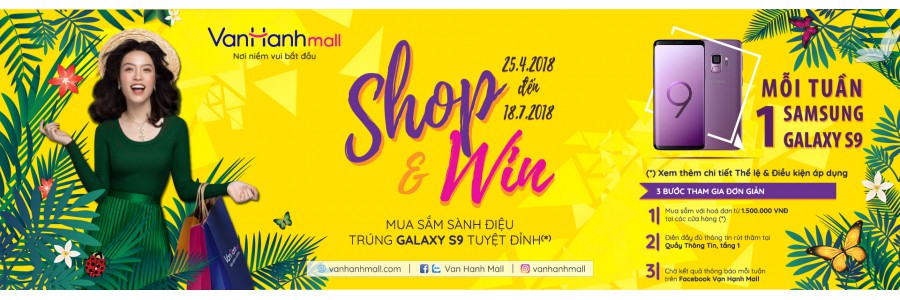 VanHanhmall
Nơi niềm vui bắt đầu
Shop
& Win
25.4.2018
đến
18.7.2018
MUA SẮM SÀNH ĐIỆU
TRÚNG GALAXY S9 TUYỆT ĐỈNH(*)
vanhanhmall.com | Van Hanh Mall | vanhanhmall
9
MỖI TUẦN
1 SAMSUNG
GALAXY S9
(*) Xem thêm chi tiết Thể lệ & Điều kiện áp dụng
3 BƯỚC THAM GIA ĐƠN GIẢN
1 Mua sắm với hoá đơn từ 1.500.000 VNĐ
tại các cửa hàng (*)
2 Điền đầy đủ thông tin rút thăm tại
Quầy Thông Tin, tầng 1
3 Chờ kết quả thông báo mỗi tuần
trên Facebook Vạn Hạnh Mall